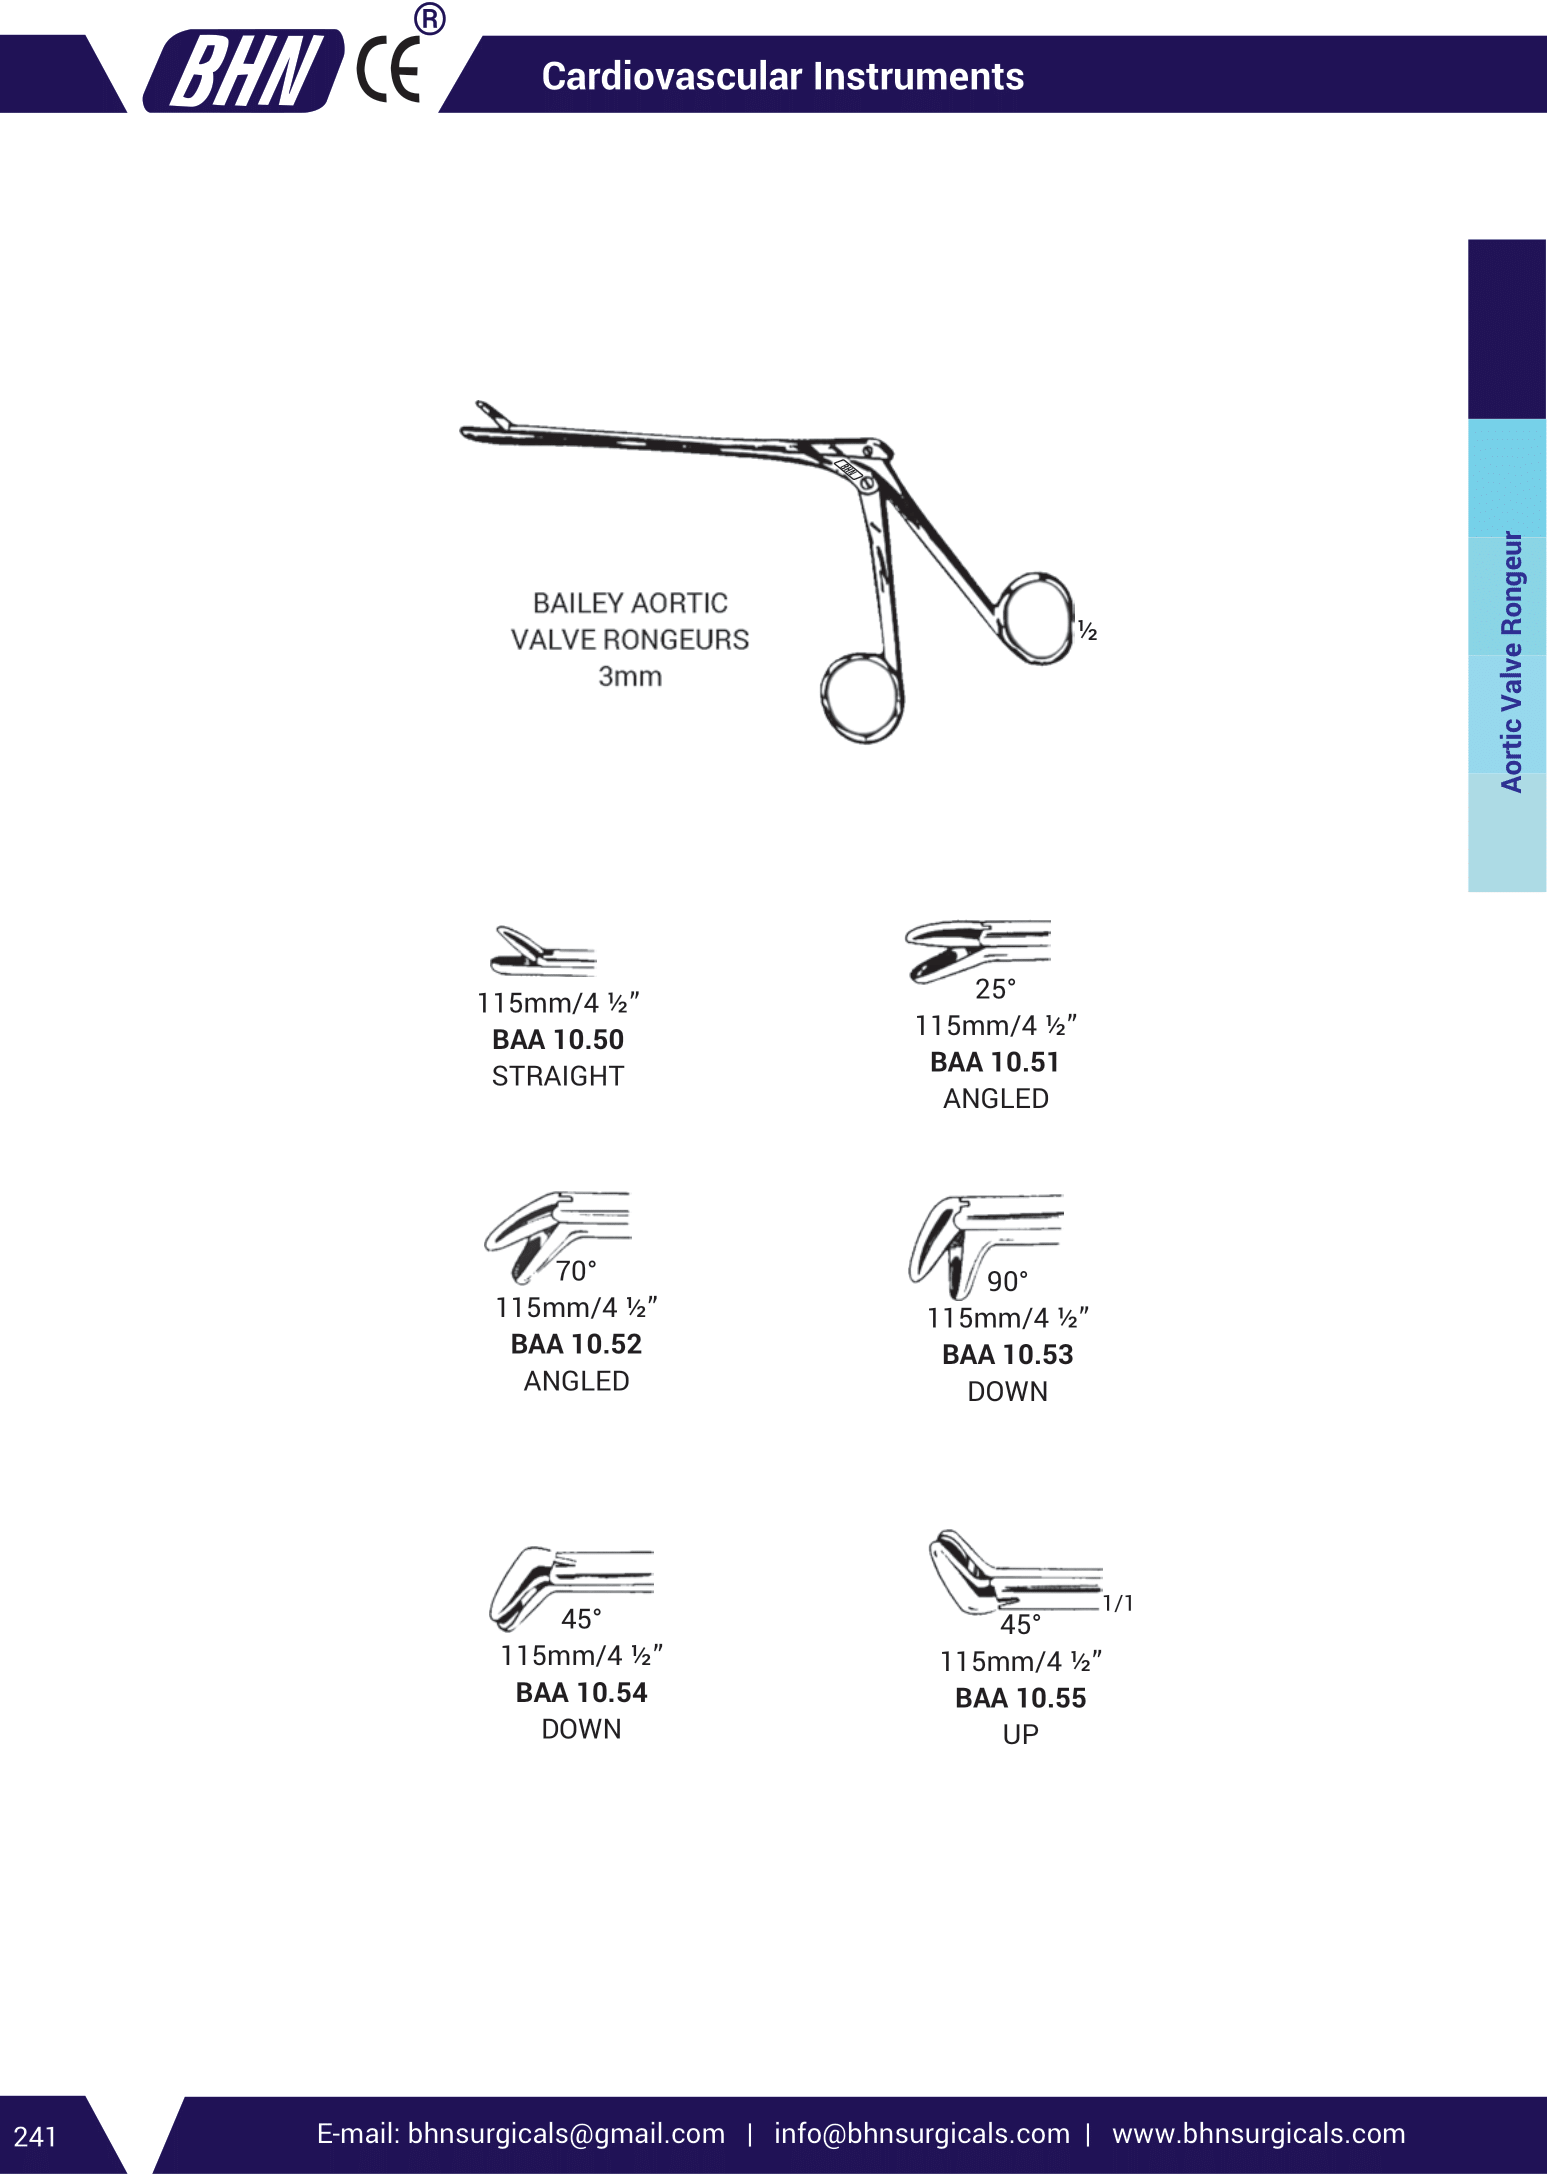 BHN CE ®
Cardiovascular Instruments
Aortic Valve Rongeur
BHN
½
BAILEY AORTIC
VALVE RONGEURS
3mm
115mm/4 ½”
BAA 10.50
STRAIGHT
25°
115mm/4 ½”
BAA 10.51
ANGLED
70°
115mm/4 ½”
BAA 10.52
ANGLED
90°
115mm/4 ½”
BAA 10.53
DOWN
45°
115mm/4 ½”
BAA 10.54
DOWN
1/1
45°
115mm/4 ½”
BAA 10.55
UP
241
E-mail: bhnsurgicals@gmail.com | info@bhnsurgicals.com | www.bhnsurgicals.com